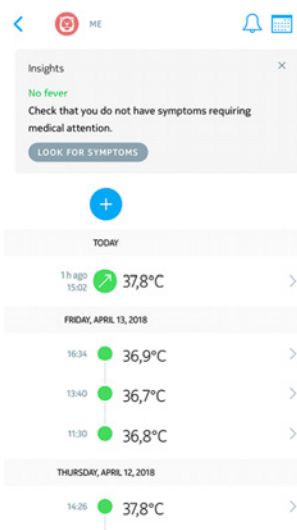 ME
Insights
No fever
Check that you do not have symptoms requiring
medical attention.
LOOK FOR SYMPTOMS
TODAY
1 h ago
15:02
37,8°C
FRIDAY, APRIL 13, 2018
16:34
36,9°C
13:40
36,7°C
11:30
36,8°C
THURSDAY, APRIL 12, 2018
14:26
37,8°C